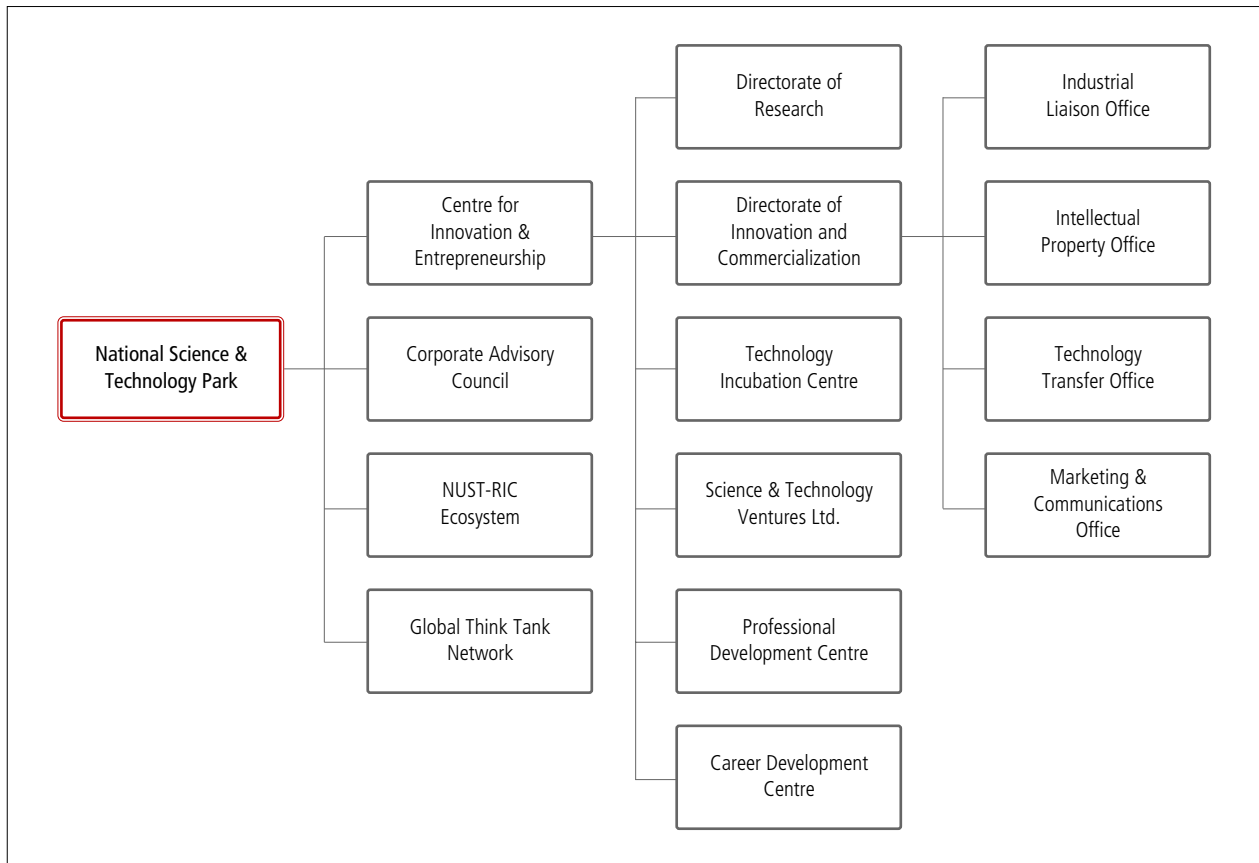 National Science &
Technology Park
Centre for
Innovation &
Entrepreneurship
Corporate Advisory
Council
NUST-RIC
Ecosystem
Global Think Tank
Network
Directorate of
Research
Directorate of
Innovation and
Commercialization
Technology
Incubation Centre
Science & Technology
Ventures Ltd.
Professional
Development Centre
Career Development
Centre
Industrial
Liaison Office
Intellectual
Property Office
Technology
Transfer Office
Marketing &
Communications
Office